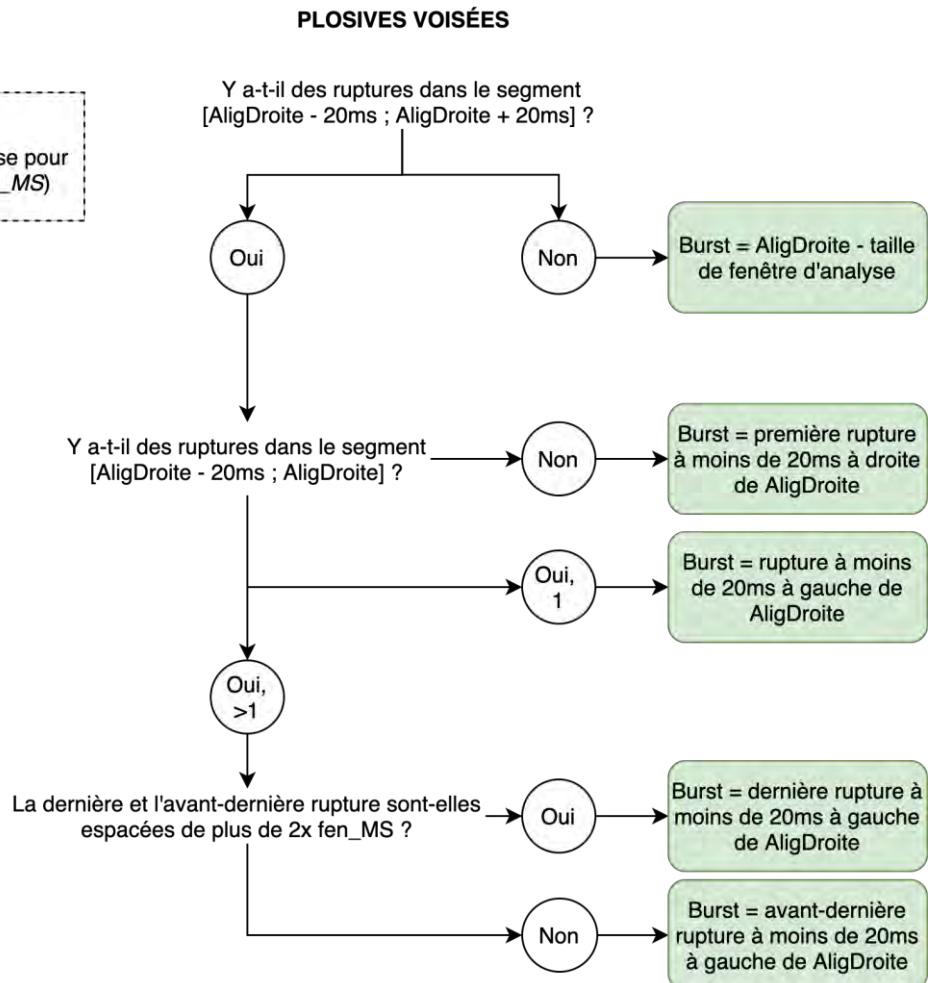 PLOSIVES VOISÉES
Y a-t-il des ruptures dans le segment
[AligDroite - 20ms ; AligDroite + 20ms] ?
se pour
_MS)
Oui
Non
Burst = AligDroite - taille
de fenêtre d'analyse
Y a-t-il des ruptures dans le segment
[AligDroite - 20ms ; AligDroite] ?
Non
Burst = première rupture
à moins de 20ms à droite
de AligDroite
Oui,
1
Burst = rupture à moins
de 20ms à gauche de
AligDroite
Oui,
>1
La dernière et l'avant-dernière rupture sont-elles
espacées de plus de 2x fen_MS ?
Oui
Burst = dernière rupture à
moins de 20ms à gauche
de AligDroite
Non
Burst = avant-dernière
rupture à moins de 20ms
à gauche de AligDroite